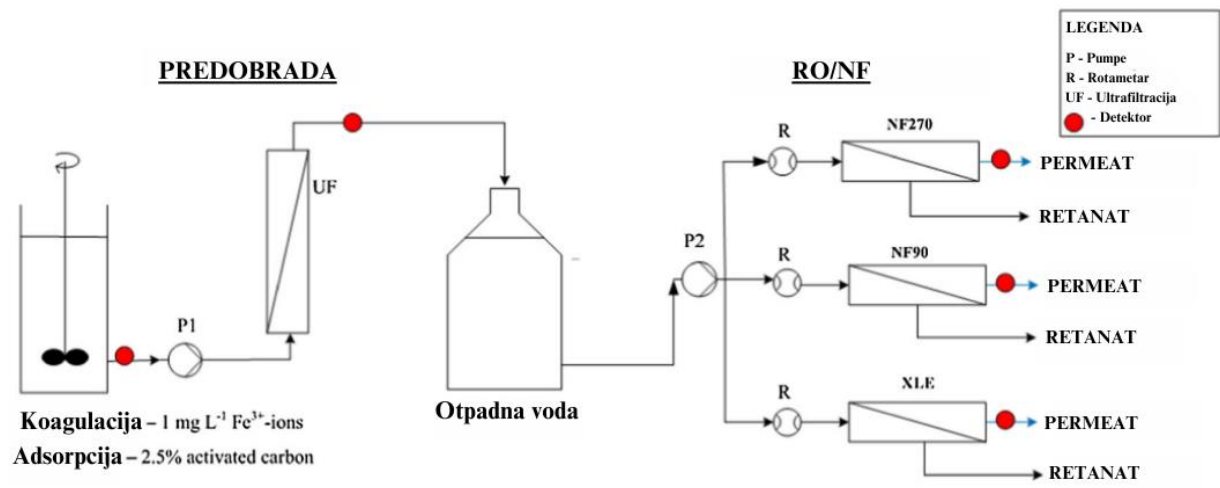 PREDOBRADA
UF
P1
Koagulacija – 1 mg L⁻¹ Fe³⁺-ions
Adsorpcija – 2.5% activated carbon
Otpadna voda
RO/NF
P2
R
NF270
PERMEAT
RETANAT
R
NF90
PERMEAT
RETANAT
R
XLE
PERMEAT
RETANAT
LEGENDA
P - Pumpe
R - Rotametar
UF - Ultrafiltracija
- Detektor